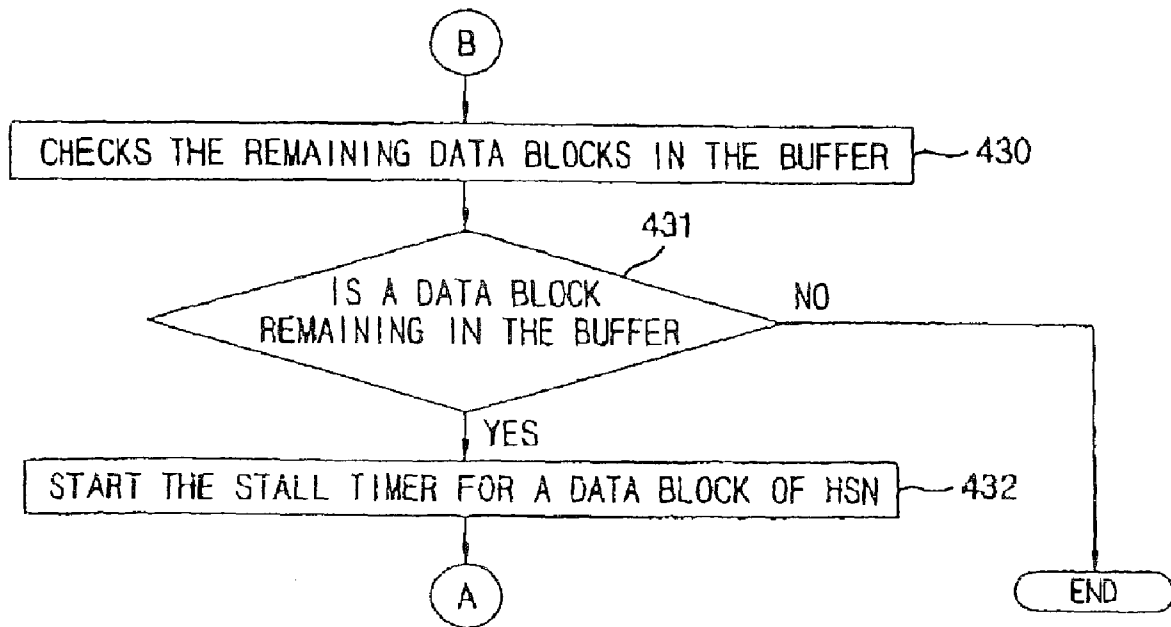 B
CHECKS THE REMAINING DATA BLOCKS IN THE BUFFER
430
431
IS A DATA BLOCK
REMAINING IN THE BUFFER
NO
YES
START THE STALL TIMER FOR A DATA BLOCK OF HSN
432
A
END